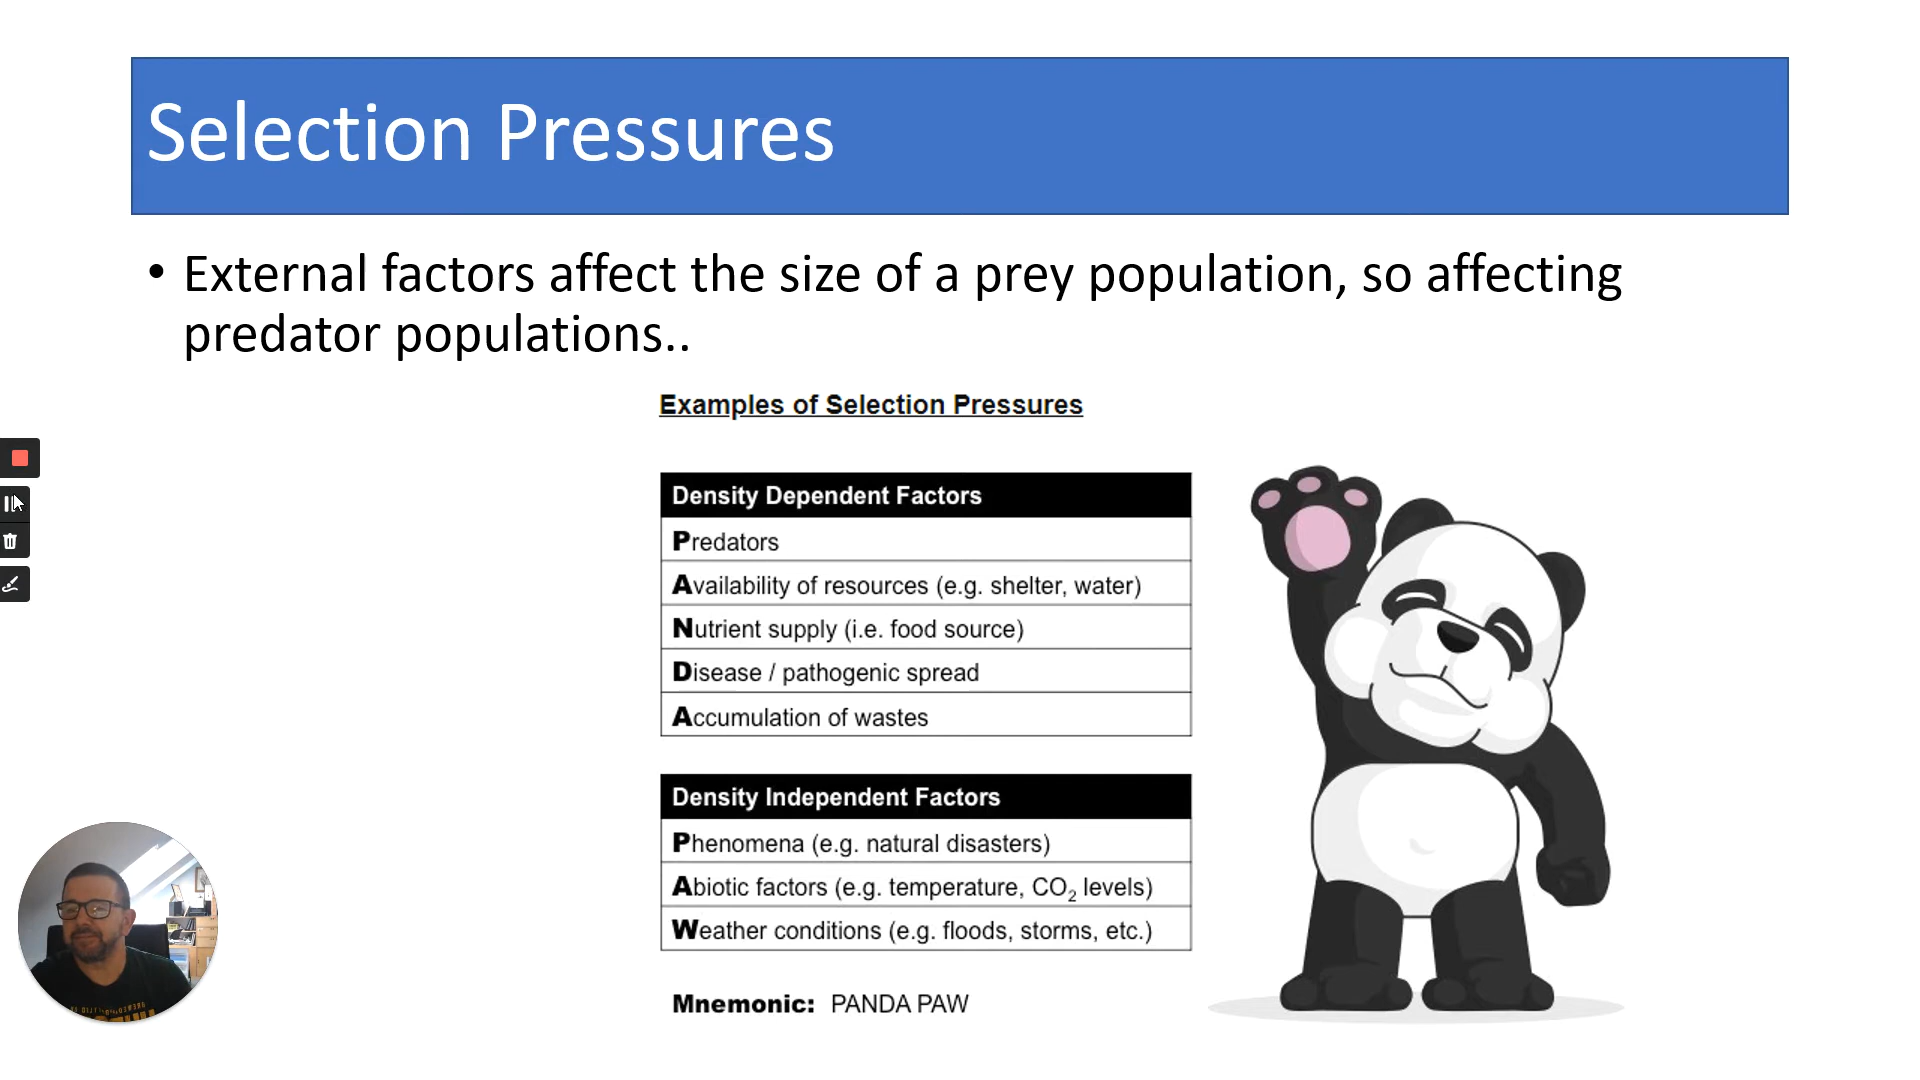 Selection Pressures
• External factors affect the size of a prey population, so affecting
predator populations..
Examples of Selection Pressures
Density Dependent Factors
Predators
Availability of resources (e.g. shelter, water)
Nutrient supply (i.e. food source)
Disease / pathogenic spread
Accumulation of wastes
Density Independent Factors
Phenomena (e.g. natural disasters)
Abiotic factors (e.g. temperature, CO₂ levels)
Weather conditions (e.g. floods, storms, etc.)
Mnemonic: PANDA PAW